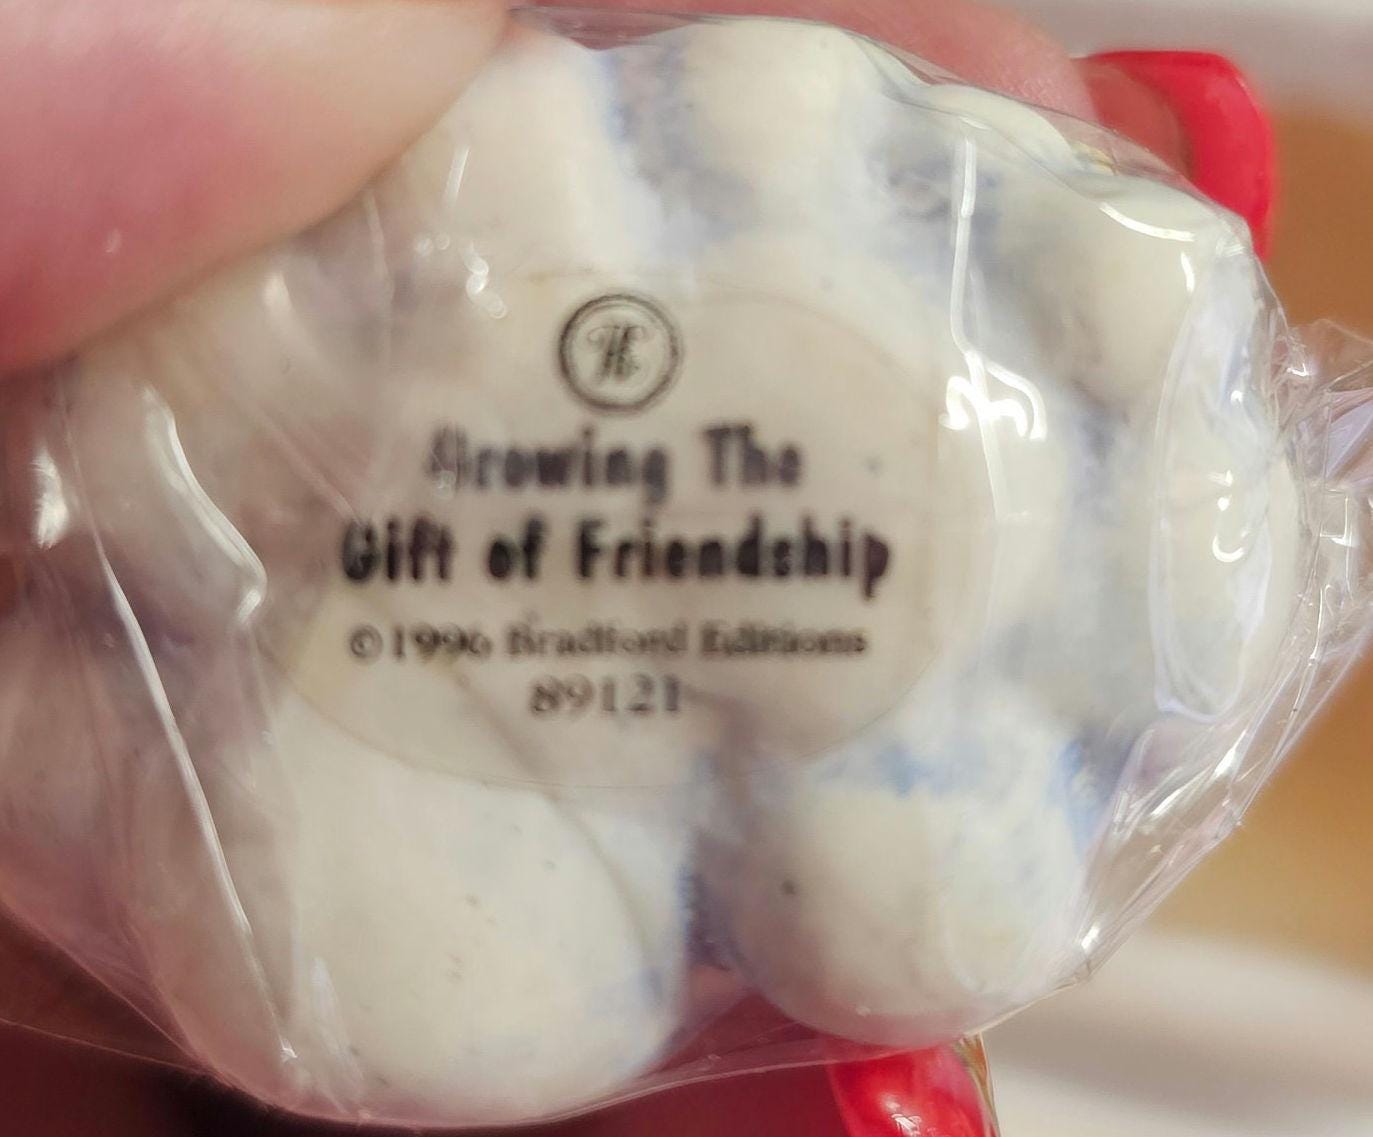 Growing The
Gift of Friendship
©1996 Bradford Editions
89121